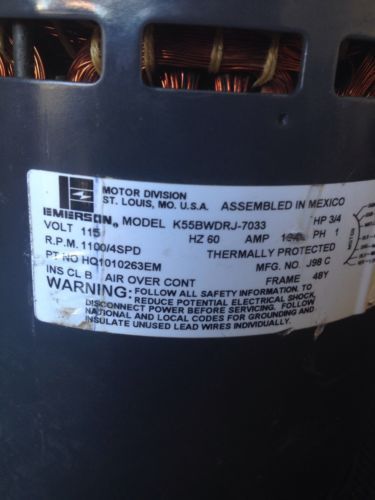 MOTOR DIVISION
ST. LOUIS, MO. U.S.A. ASSEMBLED IN MEXICO
EMERSON® MODEL K55BWDRJ-7033 HP 3/4
VOLT 115 HZ 60 AMP PH 1
R.P.M. 1100/4SPD THERMALLY PROTECTED
PT NO HQ1010263EM MFG. NO. J98 C
INS CL B AIR OVER CONT FRAME 48Y
WARNING: FOLLOW ALL SAFETY INFORMATION. TO
REDUCE POTENTIAL ELECTRICAL SHOCK,
DISCONNECT POWER BEFORE SERVICING. FOLLOW
NATIONAL AND LOCAL CODES FOR GROUNDING AND
INSULATE UNUSED LEAD WIRES INDIVIDUALLY.